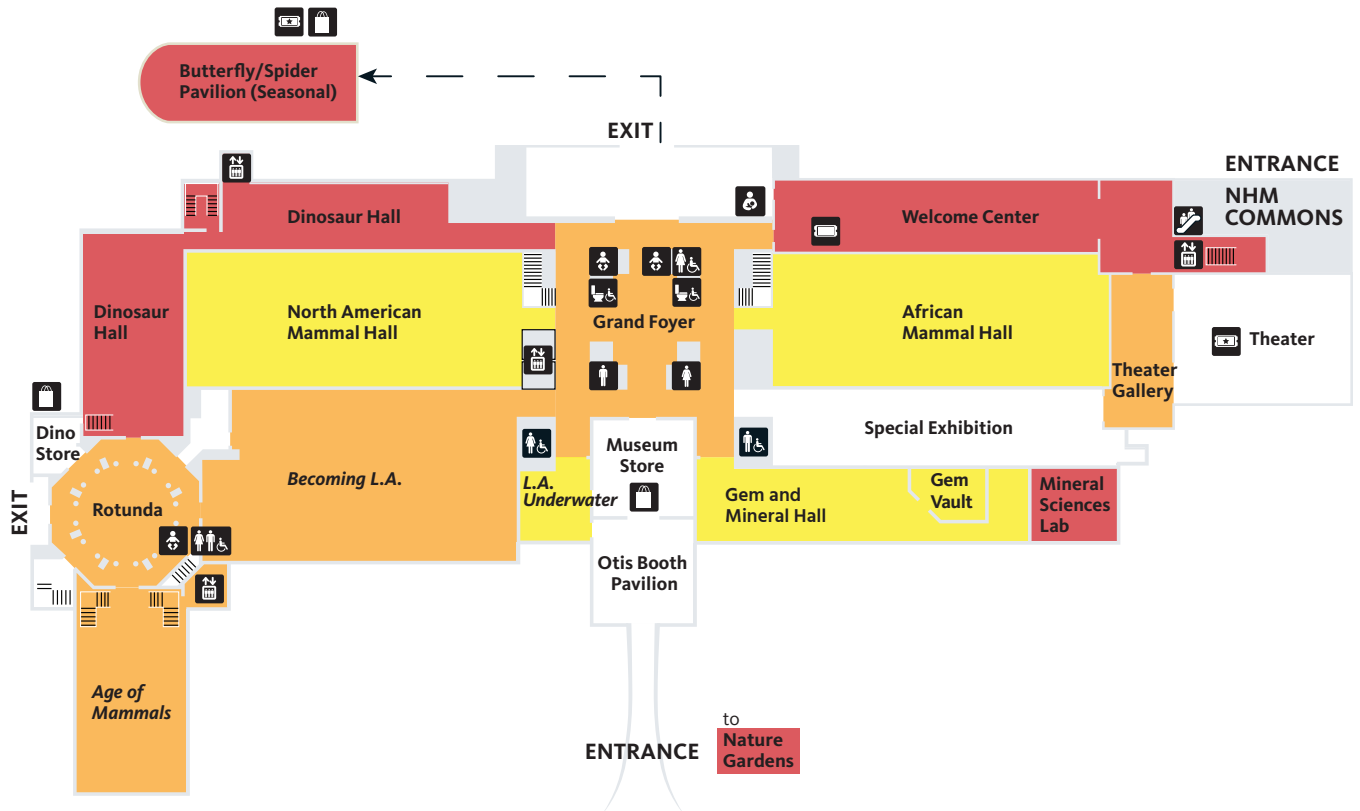 Butterfly/Spider
Pavilion (Seasonal)
EXIT
ENTRANCE
NHM
COMMONS
Dinosaur Hall
Welcome Center
Dinosaur
Hall
North American
Mammal Hall
Grand Foyer
African
Mammal Hall
Theater
Theater
Gallery
Dino
Store
Becoming L.A.
L.A.
Underwater
Museum
Store
Special Exhibition
Gem and
Mineral Hall
Gem
Vault
Mineral
Sciences
Lab
EXIT
Rotunda
Otis Booth
Pavilion
Age of
Mammals
ENTRANCE
to
Nature
Gardens